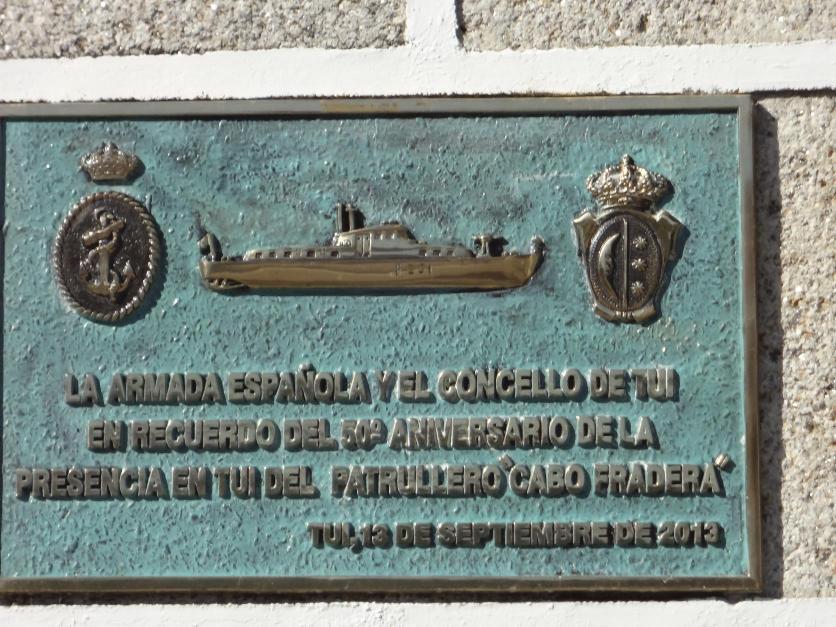 LA ARMADA ESPAÑOLA Y EL CONCELLO DE TUI
EN RECUERDO DEL 50º ANIVERSARIO DE LA
PRESENCIA EN TUI DEL PATRULLERO "CABO FRADERA"
TUI,13 DE SEPTIEMBRE DE 2013